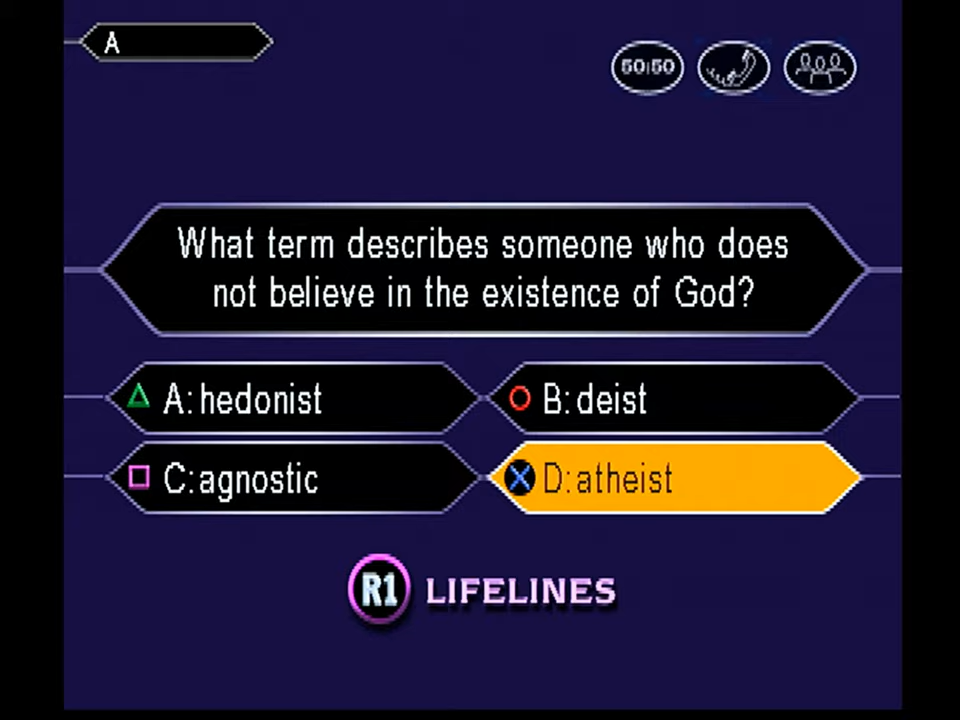 A
50:50
What term describes someone who does
not believe in the existence of God?
A: hedonist
B: deist
C: agnostic
D: atheist
R1 LIFELINES